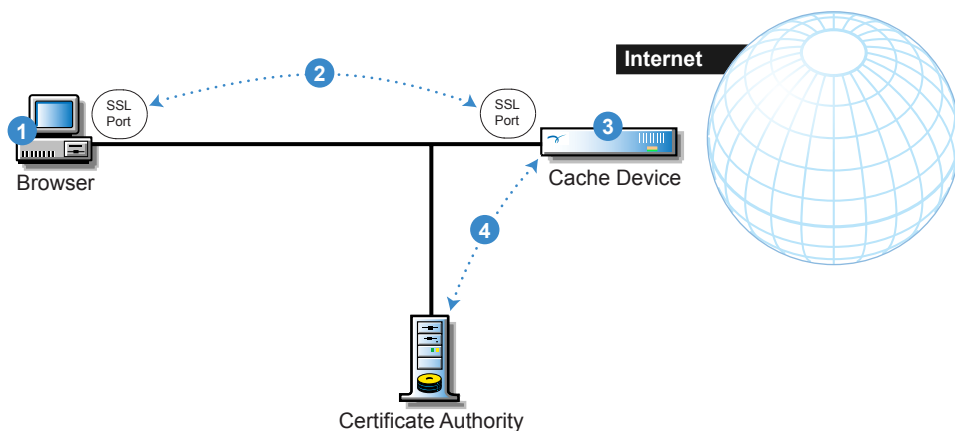 Internet
2
SSL
Port
SSL
Port
1
3
Browser
Cache Device
4
Certificate Authority